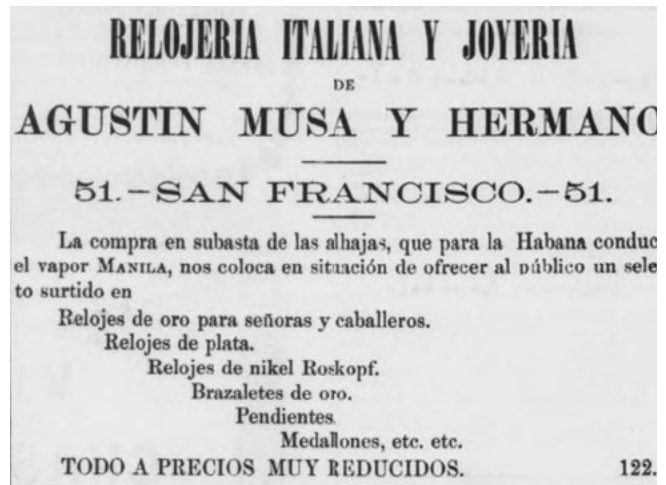 RELOJERIA ITALIANA Y JOYERIA
DE
AGUSTIN MUSA Y HERMANO
51.—SAN FRANCISCO.—51.
La compra en subasta de las alhajas, que para la Habana conduc
el vapor MANILA, nos coloca en situación de ofrecer al público un sele
to surtido en
Relojes de oro para señoras y caballeros.
Relojes de plata.
Relojes de nikel Roskopf.
Brazaletes de oro.
Pendientes.
Medallones, etc. etc.
TODO A PRECIOS MUY REDUCIDOS. 122.